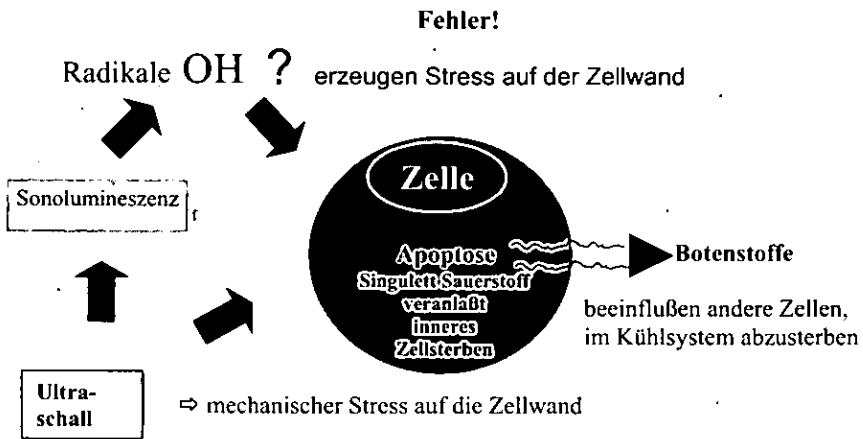 Fehler!
Radikale OH ? erzeugen Stress auf der Zellwand
Zelle
Sonolumineszenz
Apoptose
Singulett Sauerstoff
veranlaßt
inneres
Zellsterben
Botenstoffe
beeinflußen andere Zellen,
im Kühlsystem abzusterben
Ultra-
schall
⇨ mechanischer Stress auf die Zellwand